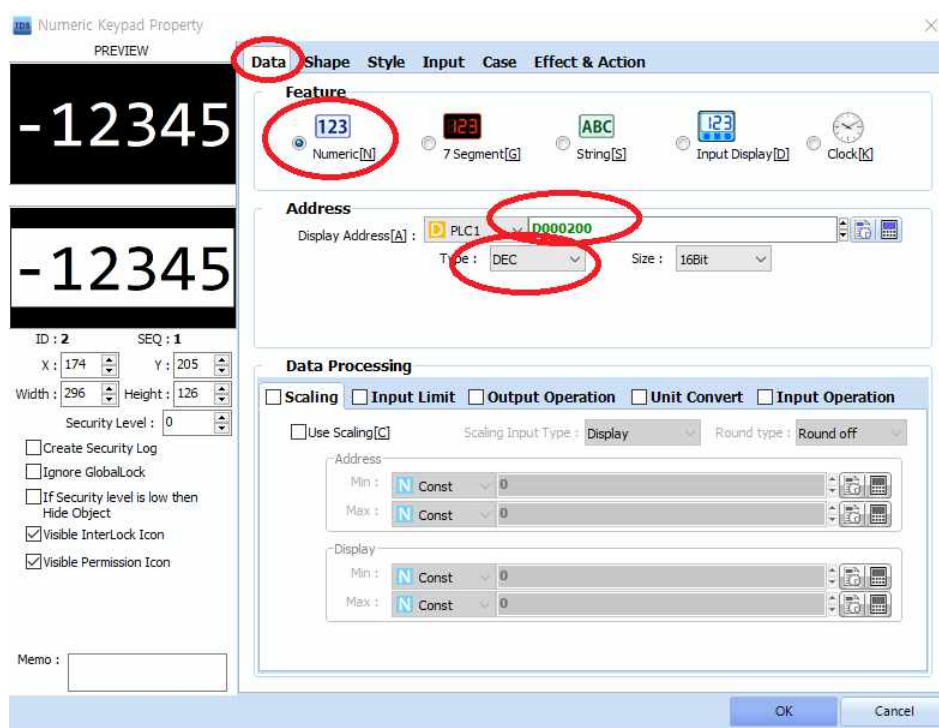 IDS Numeric Keypad Property
PREVIEW
-12345
-12345
ID : 2 SEQ : 1
X : 174 Y : 205
Width : 296 Height : 126
Security Level : 0
Create Security Log
Ignore GlobalLock
If Security level is low then
Hide Object
Visible InterLock Icon
Visible Permission Icon
Memo :
Data Shape Style Input Case Effect & Action
Feature
123 Numeric[N]
123 7 Segment[G]
ABC String[S]
123 Input Display[D]
Clock[K]
Address
Display Address[A] : D PLC1 D000200
Type : DEC Size : 16Bit
Data Processing
Scaling Input Limit Output Operation Unit Convert Input Operation
Use Scaling[C] Scaling Input Type : Display Round type : Round off
Address
Min : N Const 0
Max : N Const 0
Display
Min : N Const 0
Max : N Const 0
OK Cancel